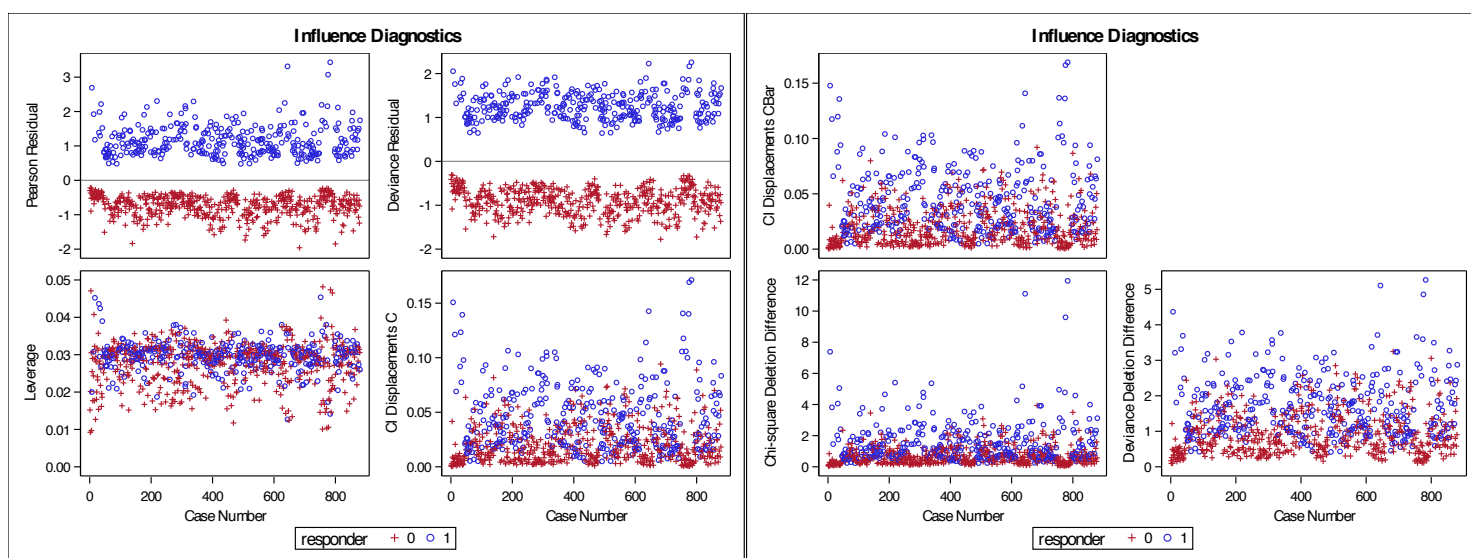 Influence Diagnostics
Pearson Residual
3
2
1
0
-1
-2
Deviance Residual
2
1
0
-1
-2
Leverage
0.05
0.04
0.03
0.02
0.01
0.00
0 200 400 600 800
Case Number
CI Displacements C
0.15
0.10
0.05
0.00
0 200 400 600 800
Case Number
responder + 0 o 1
Influence Diagnostics
CI Displacements CBar
0.15
0.10
0.05
0.00
Chi-square Deletion Difference
12
10
8
6
4
2
0
0 200 400 600 800
Case Number
Deviance Deletion Difference
5
4
3
2
1
0
0 200 400 600 800
Case Number
responder + 0 o 1